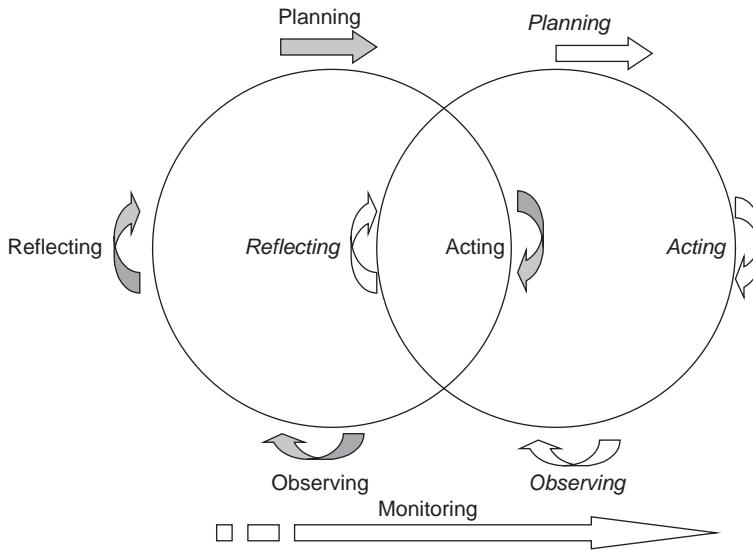 Planning
Planning
Reflecting
Reflecting
Acting
Acting
Observing
Observing
Monitoring